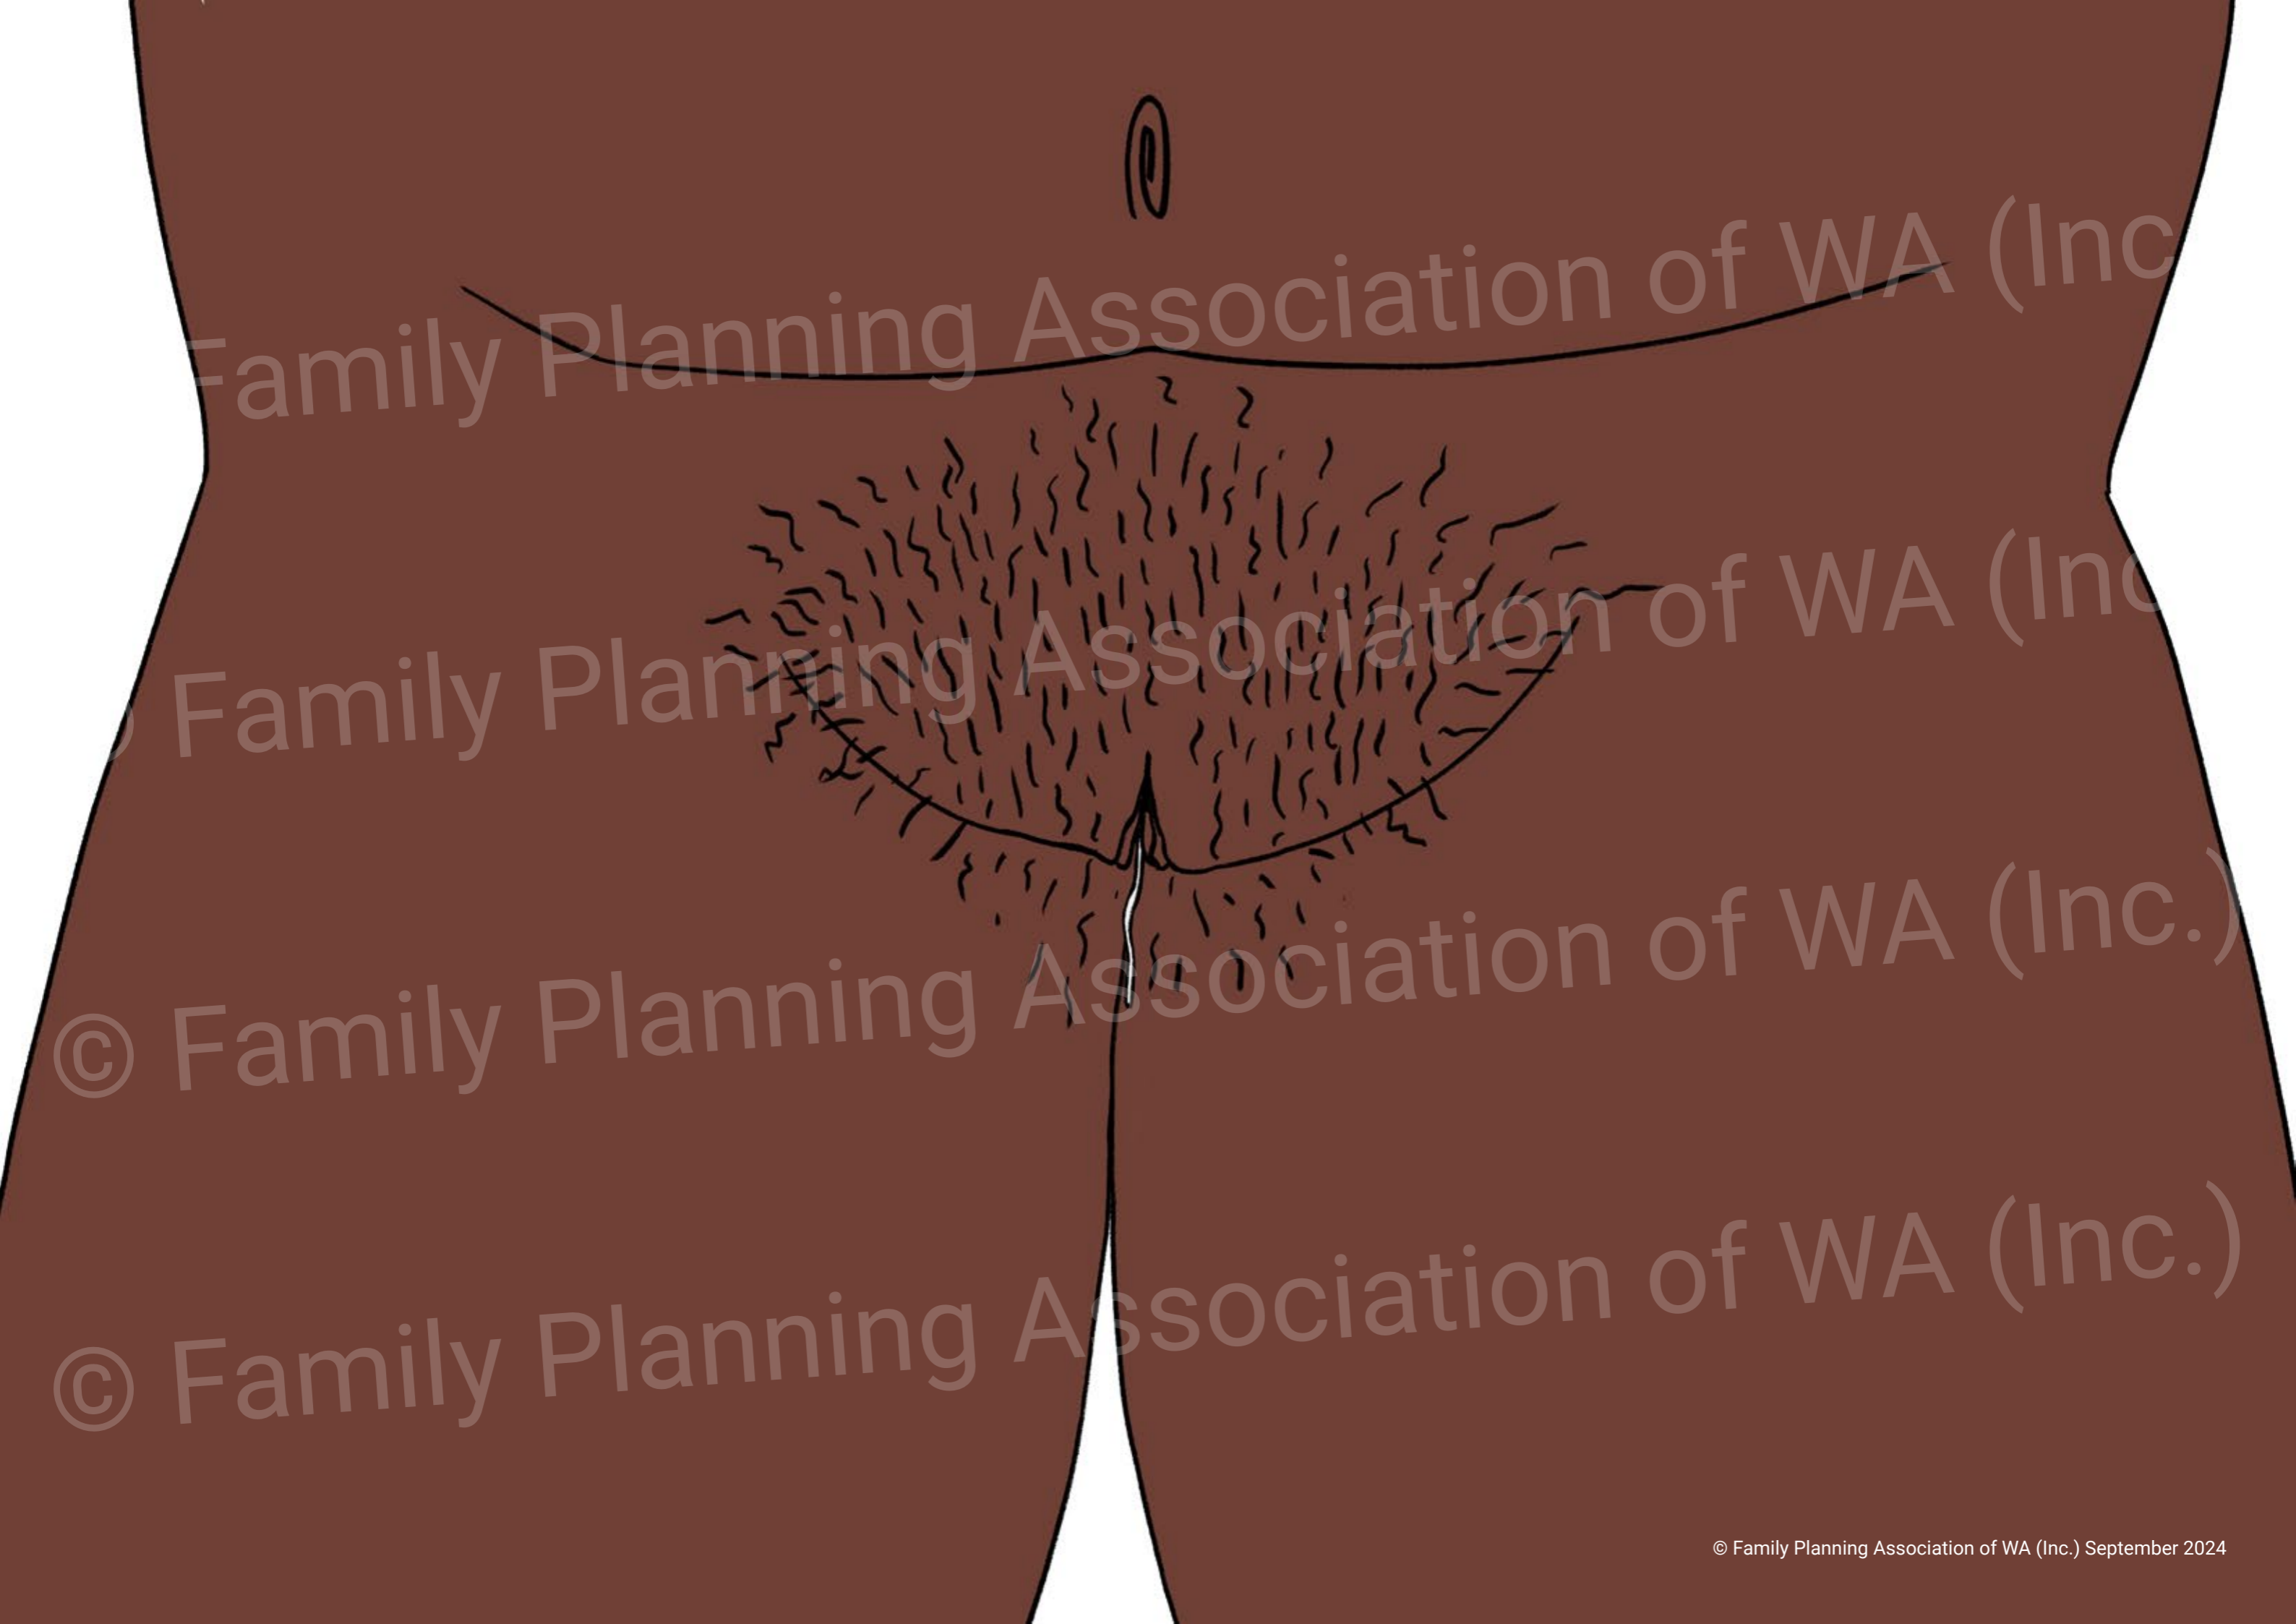 Family Planning Association of WA (Inc
) Family Planning Association of WA (Inc
© Family Planning Association of WA (Inc.)
© Family Planning Association of WA (Inc.)
© Family Planning Association of WA (Inc.) September 2024